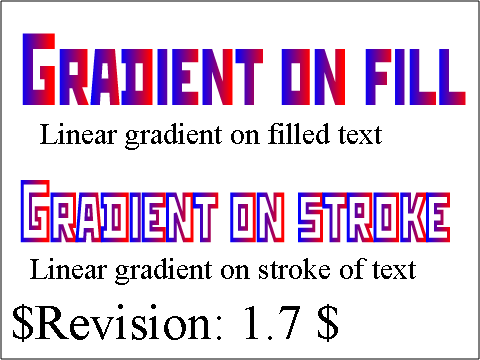 Gradient on fill
Linear gradient on filled text
Gradient on stroke
Linear gradient on stroke of text
$Revision: 1.7 $